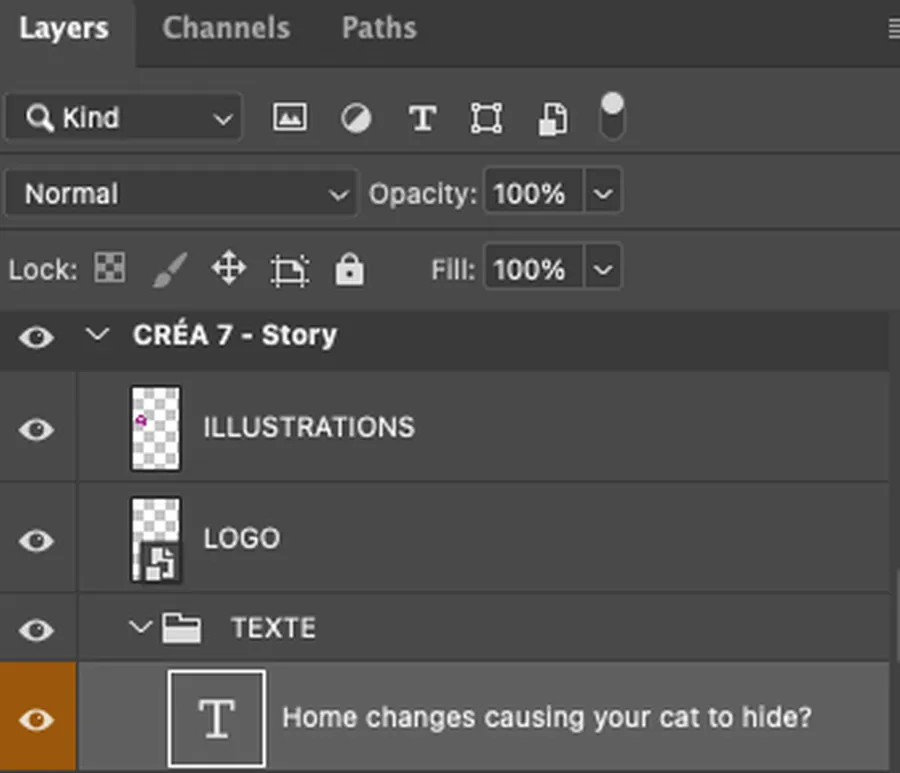 Layers Channels Paths
Kind
Normal Opacity: 100%
Lock: Fill: 100%
CRÉA 7 - Story
ILLUSTRATIONS
LOGO
TEXTE
T Home changes causing your cat to hide?